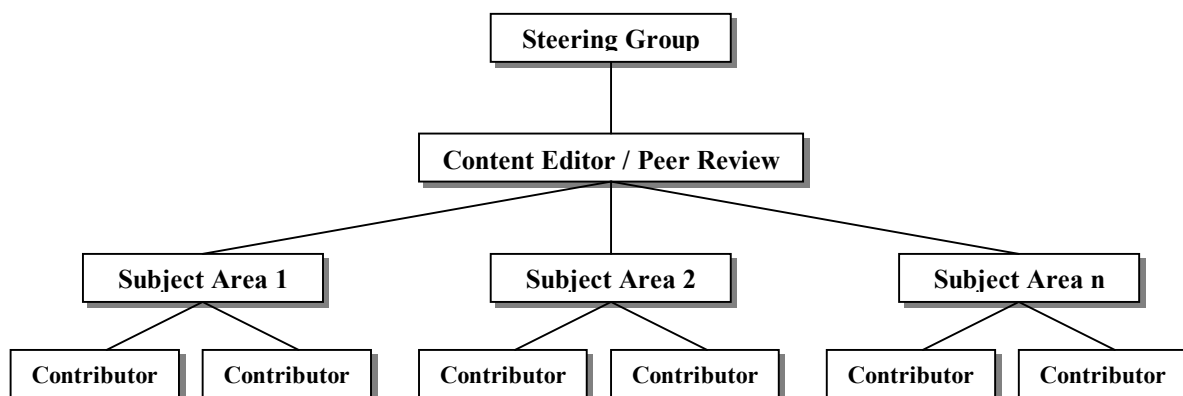 Steering Group
Content Editor / Peer Review
Subject Area 1
Subject Area 2
Subject Area n
Contributor
Contributor
Contributor
Contributor
Contributor
Contributor